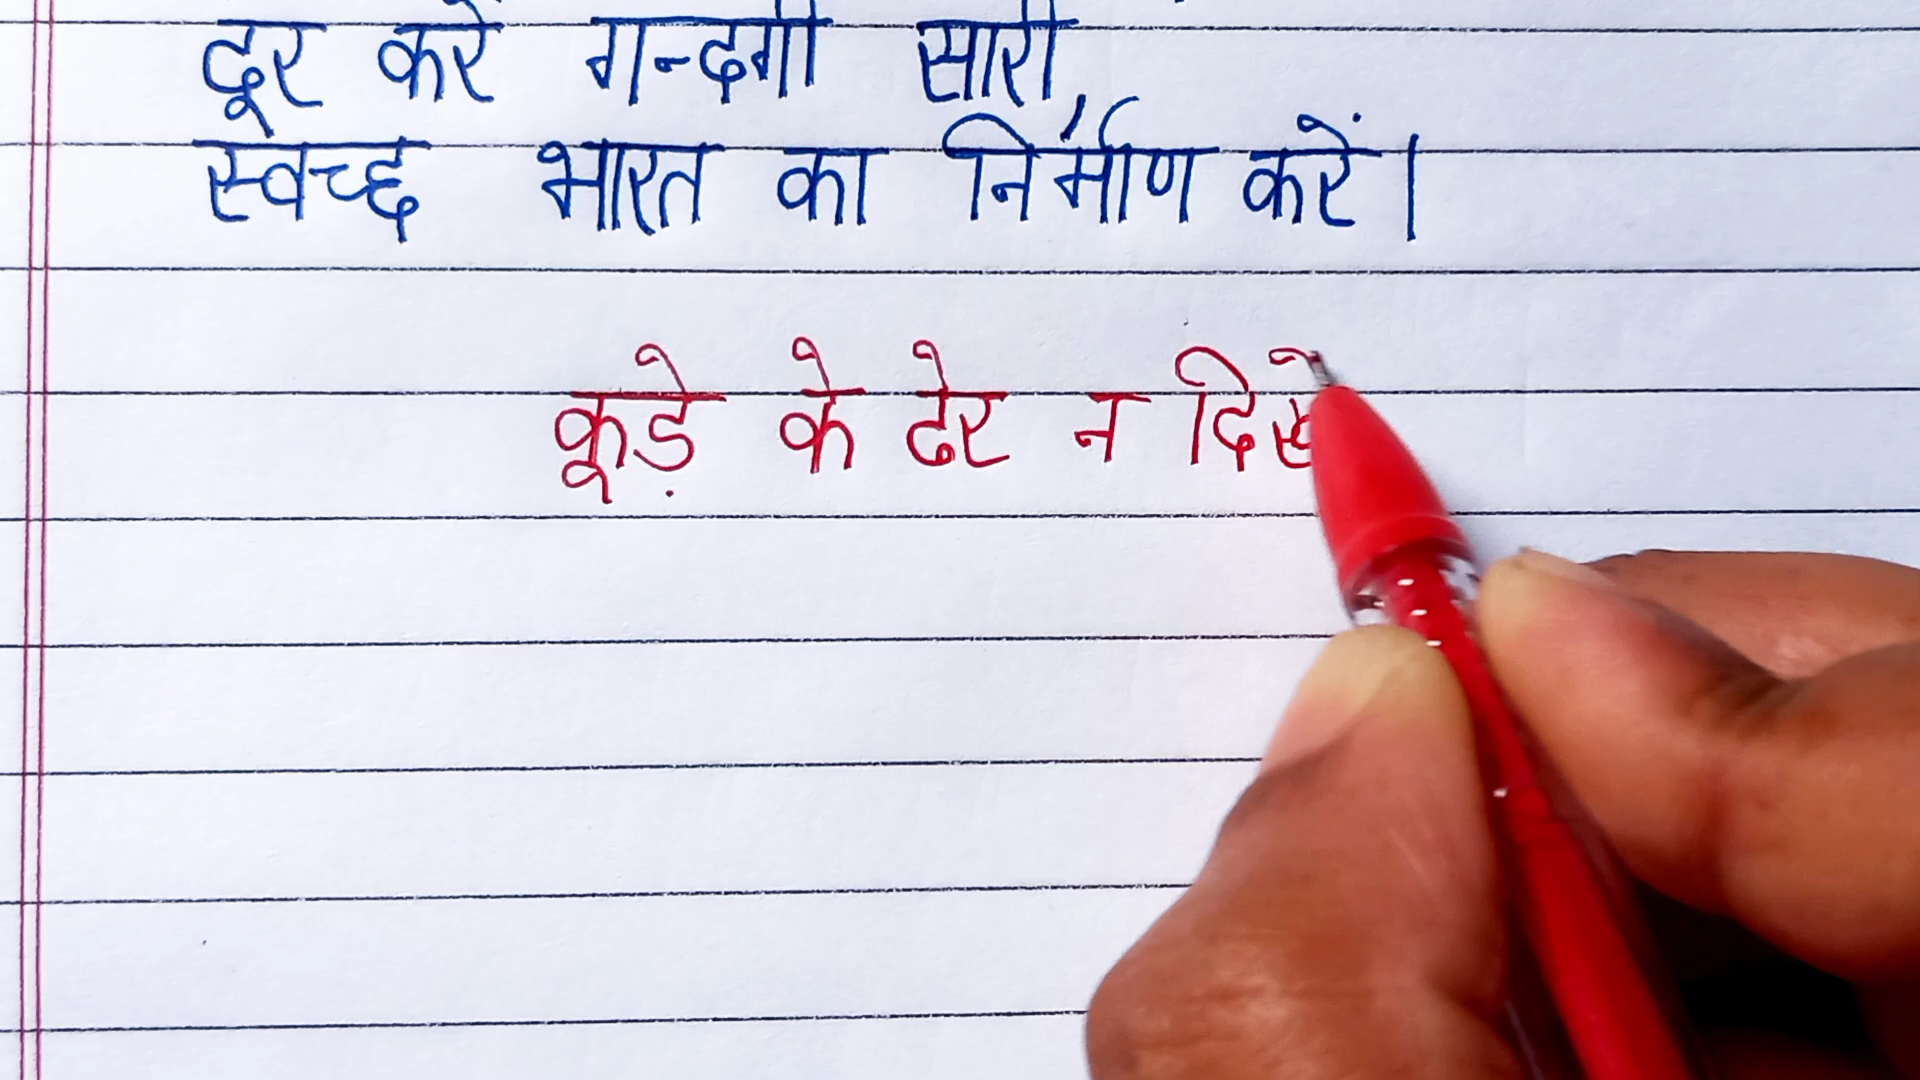 दूर करें गन्दगी सारी,
स्वच्छ भारत का निर्माण करें।
कूड़े के ढेर न दिखे